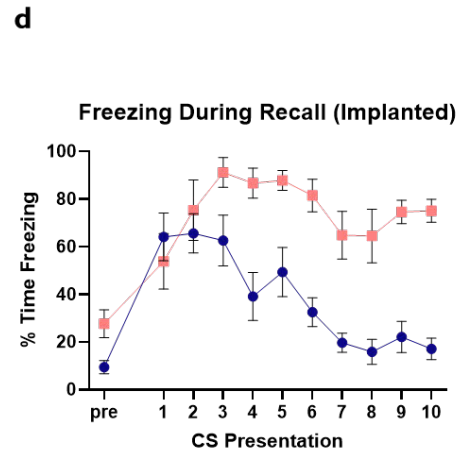 d
Freezing During Recall (Implanted)
% Time Freezing
100
80
60
40
20
0
pre 1 2 3 4 5 6 7 8 9 10
CS Presentation